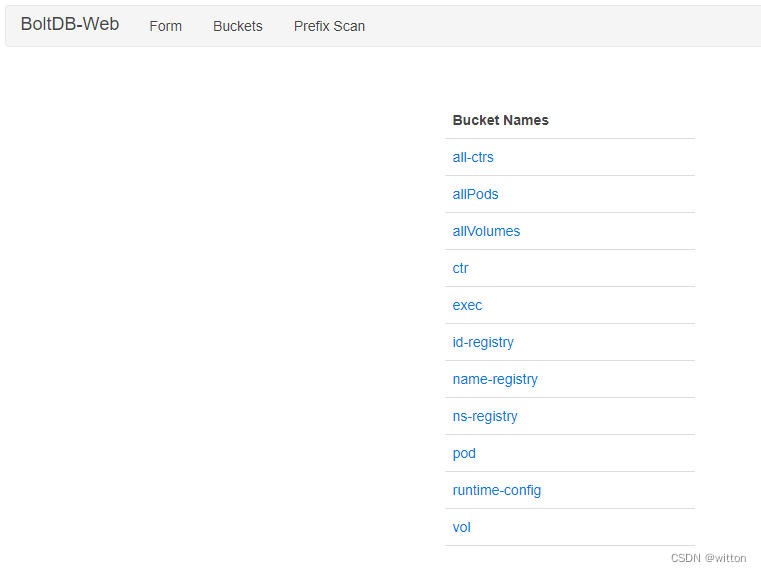 BoltDB-Web Form Buckets Prefix Scan
Bucket Names
all-ctrs
allPods
allVolumes
ctr
exec
id-registry
name-registry
ns-registry
pod
runtime-config
vol
CSDN @witton